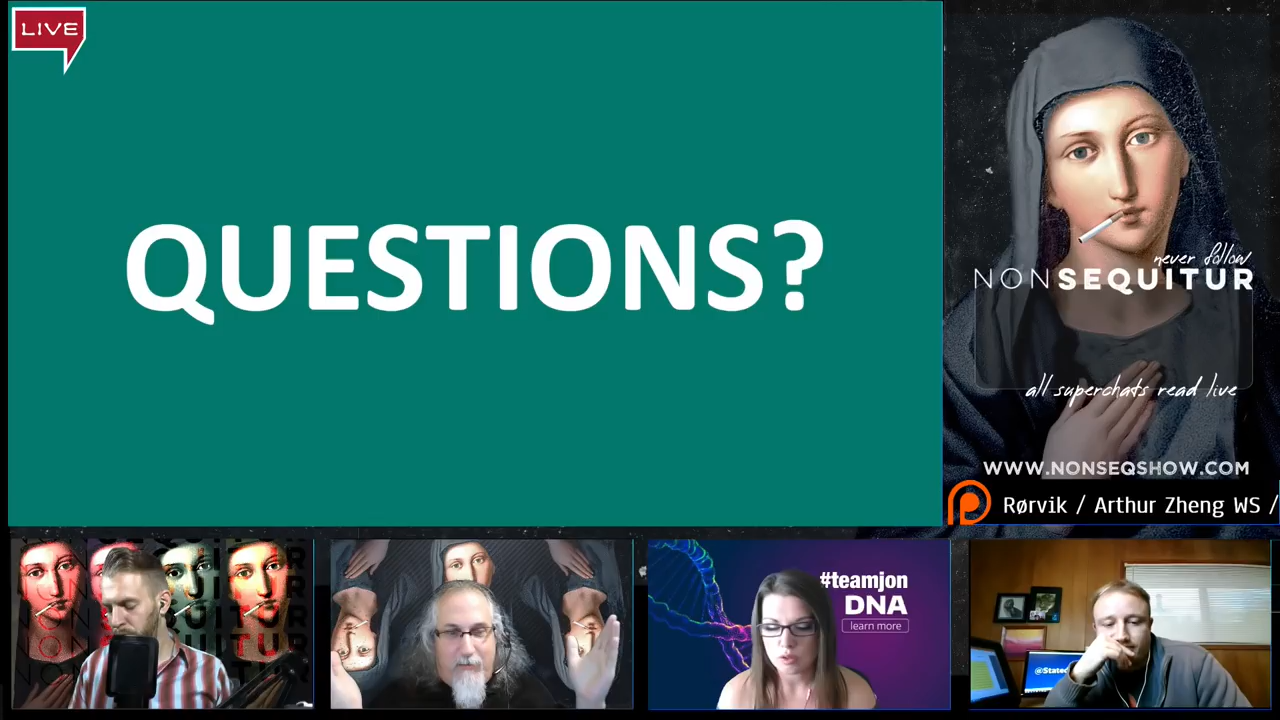 LIVE
QUESTIONS?
never follow
NONSEQUITUR
all superchats read live
WWW.NONSEQSHOW.COM
Rørvik / Arthur Zheng WS /
#teamjon
DNA
learn more